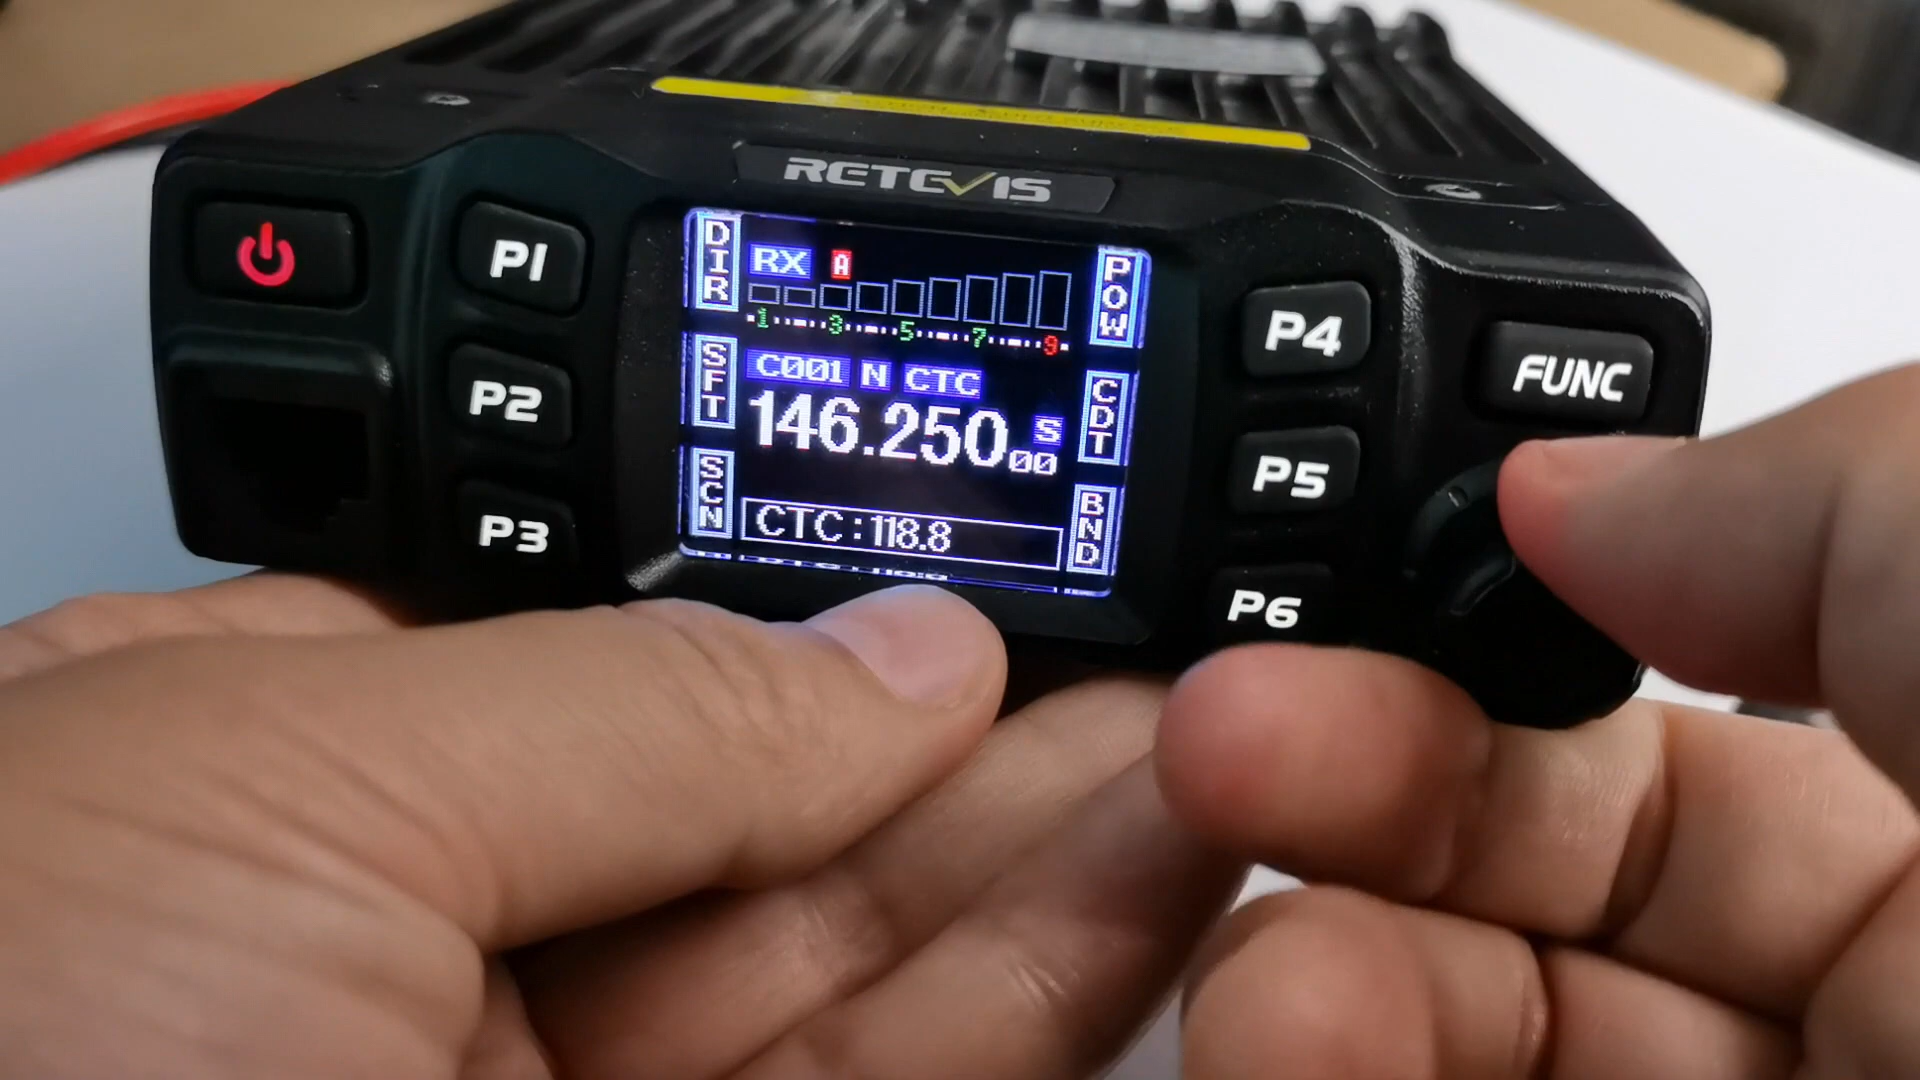 RETEVIS
P1
P2
P3
DIR
SFT
SCN
RX A
1 3 5 7 9
C001 N CTC
146.250 00 S
CTC:118.8
POW
CDT
BND
P4
P5
P6
FUNC